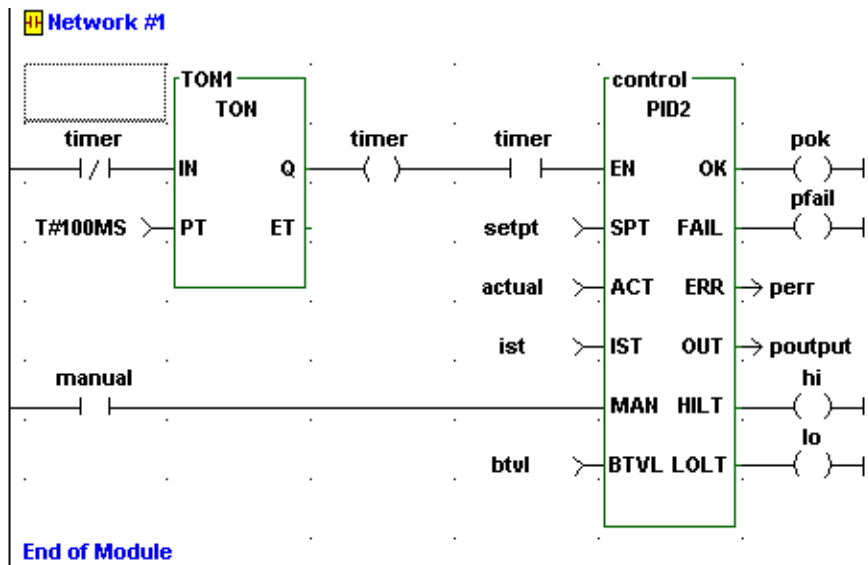 Network #1
TON1 control
TON PID2
timer timer timer pok
IN Q EN OK
pfail
T#100MS PT ET setpt SPT FAIL
actual ACT ERR perr
ist IST OUT poutput
manual hi
MAN HILT
lo
btvl BTVL LOLT
End of Module